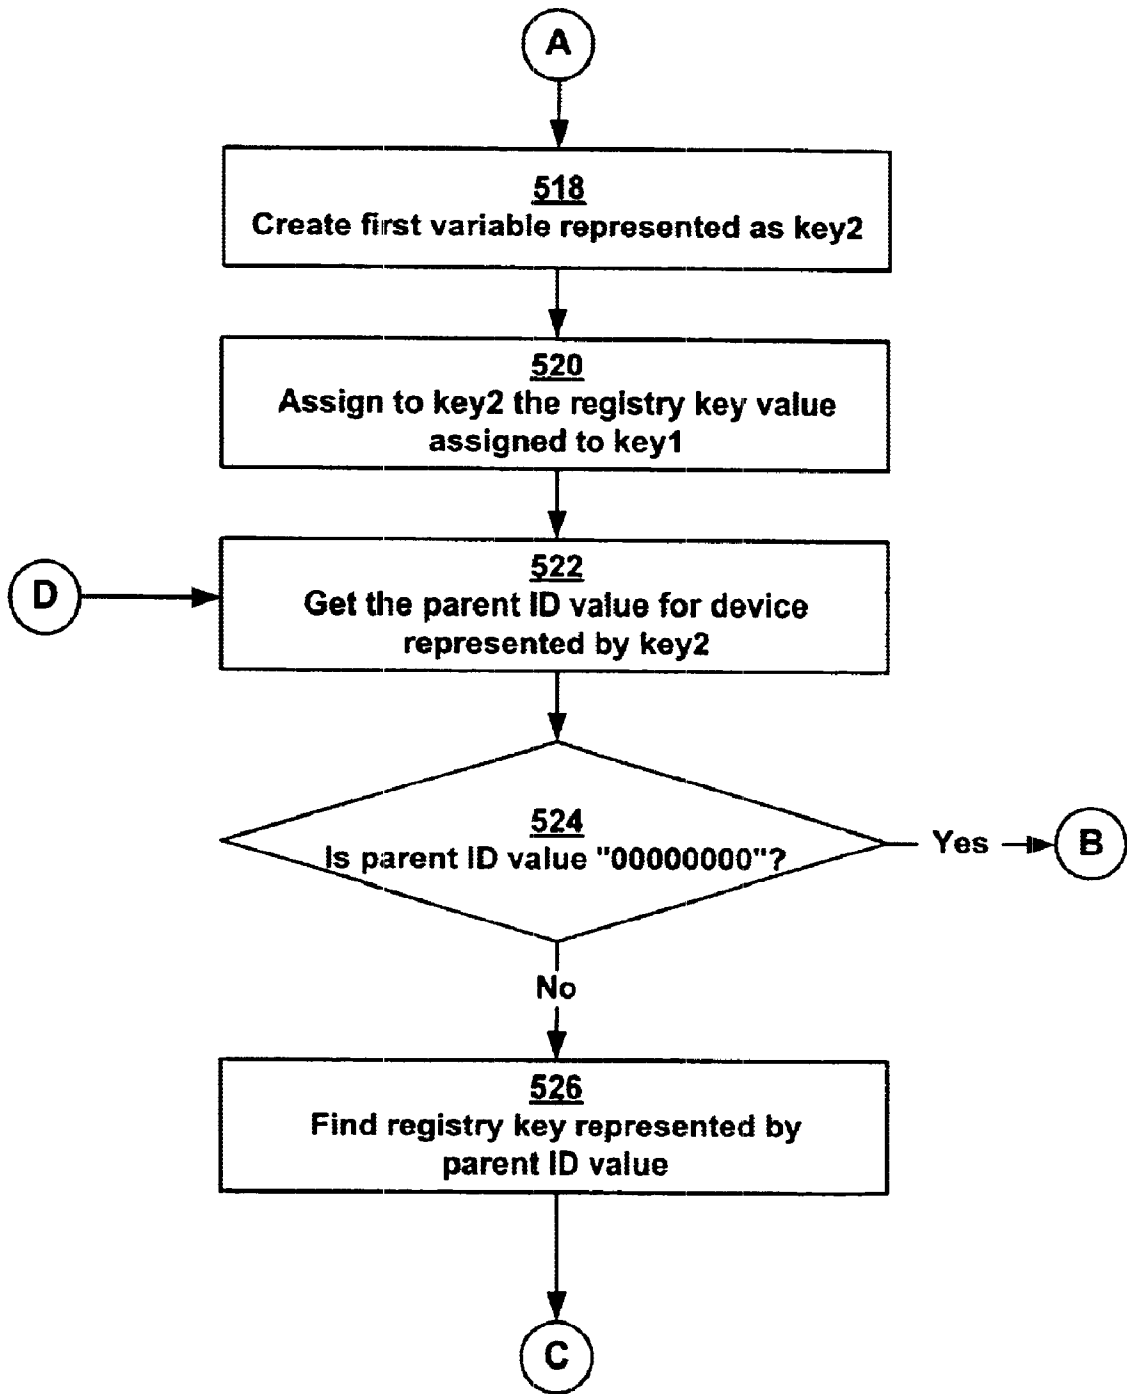 A
518
Create first variable represented as key2
520
Assign to key2 the registry key value
assigned to key1
D
522
Get the parent ID value for device
represented by key2
524
Is parent ID value "00000000"?
Yes
B
No
526
Find registry key represented by
parent ID value
C